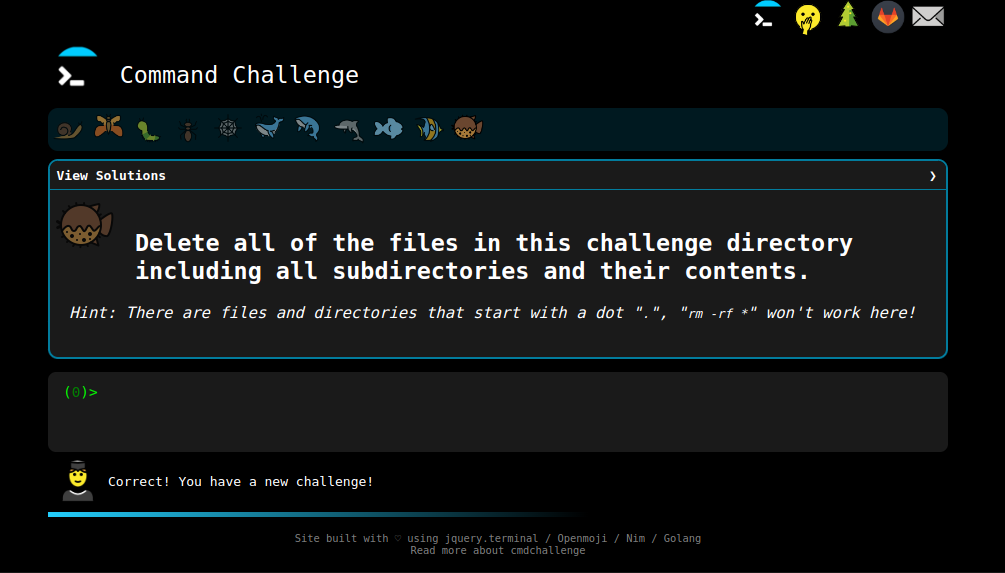 Command Challenge
View Solutions ❯
Delete all of the files in this challenge directory
including all subdirectories and their contents.
Hint: There are files and directories that start with a dot ".", "rm -rf *" won't work here!
(0)>
Correct! You have a new challenge!
Site built with ♡ using jquery.terminal / Openmoji / Nim / Golang
Read more about cmdchallenge